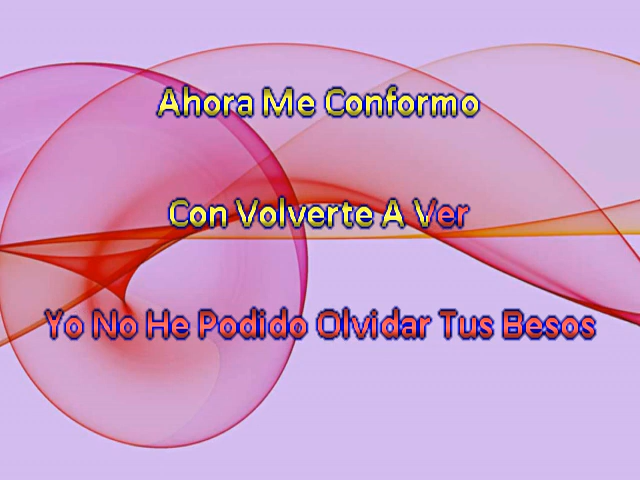 Ahora Me Conformo
Con Volverte A Ver
Yo No He Podido Olvidar Tus Besos